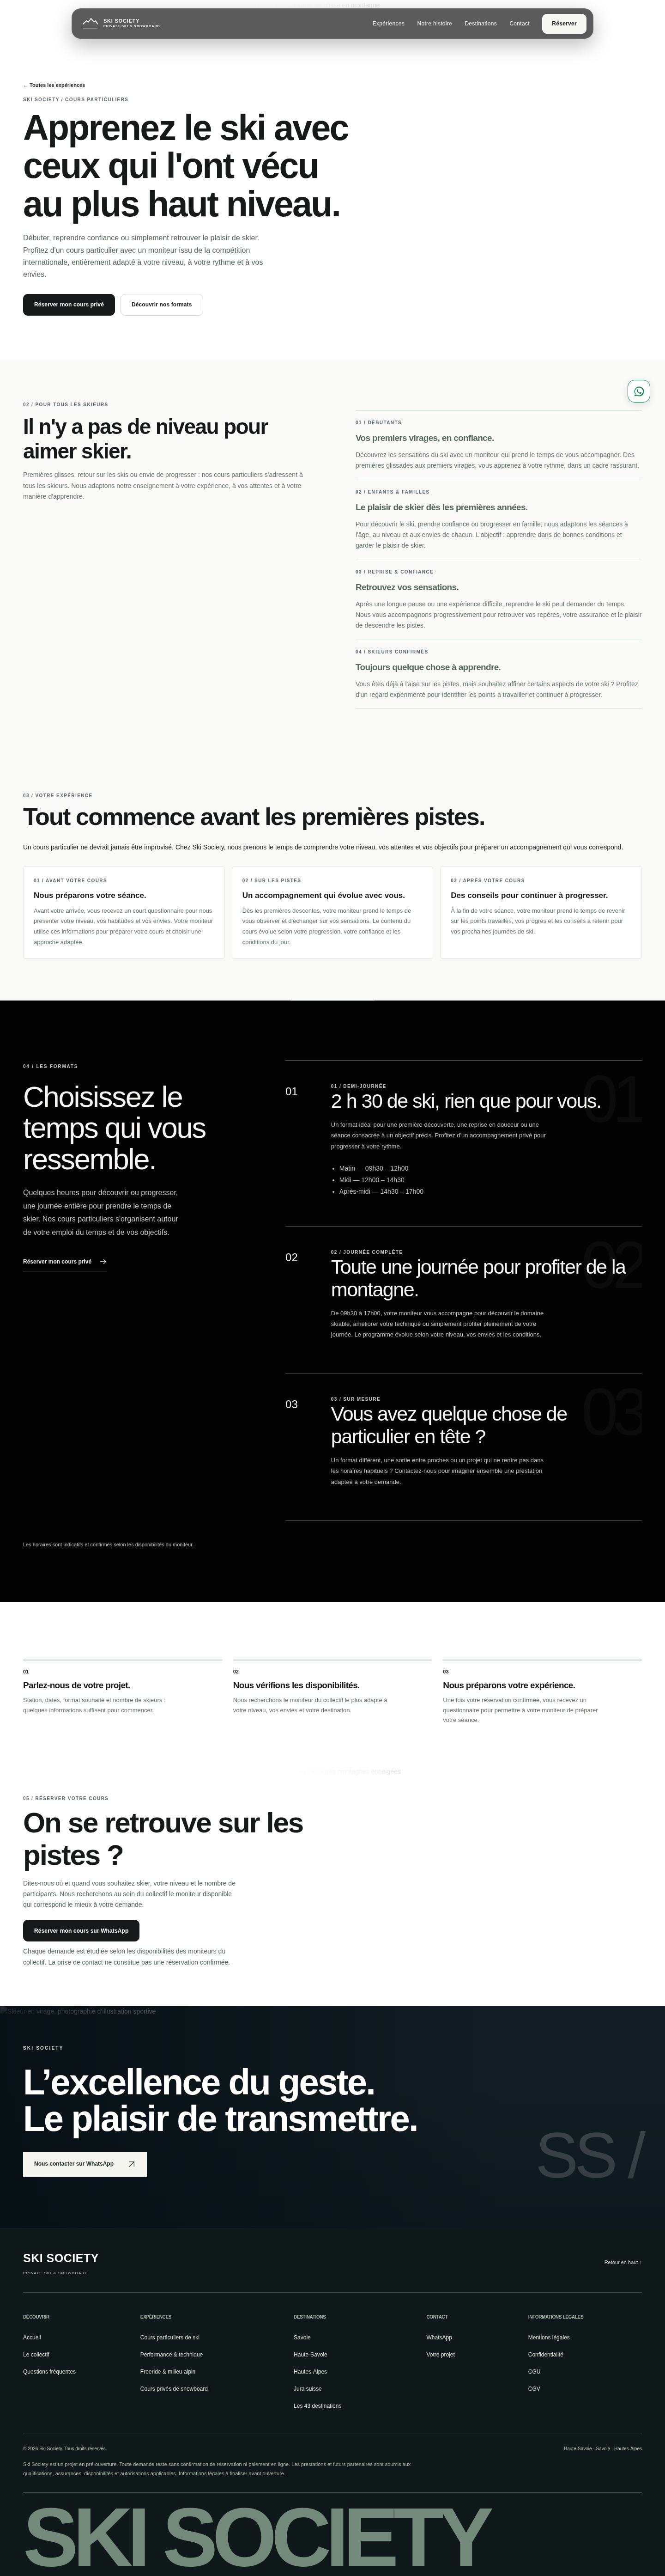 SKI SOCIETY
PRIVATE SKI & SNOWBOARD
Expériences
Notre histoire
Destinations
Contact
Réserver
← Toutes les expériences
SKI SOCIETY / COURS PARTICULIERS
Apprenez le ski avec
ceux qui l'ont vécu
au plus haut niveau.
Débuter, reprendre confiance ou simplement retrouver le plaisir de skier.
Profitez d'un cours particulier avec un moniteur issu de la compétition
internationale, entièrement adapté à votre niveau, à votre rythme et à vos
envies.
Réserver mon cours privé
Découvrir nos formats
02 / POUR TOUS LES SKIEURS
Il n'y a pas de niveau pour
aimer skier.
Premières glisses, retour sur les skis ou envie de progresser : nos cours particuliers s'adressent à
tous les skieurs. Nous adaptons notre enseignement à votre expérience, à vos attentes et à votre
manière d'apprendre.
01 / DÉBUTANTS
Vos premiers virages, en confiance.
Découvrez les sensations du ski avec un moniteur qui prend le temps de vous accompagner. Des
premières glissades aux premiers virages, vous apprenez à votre rythme, dans un cadre rassurant.
02 / ENFANTS & FAMILLES
Le plaisir de skier dès les premières années.
Pour découvrir le ski, prendre confiance ou progresser en famille, nous adaptons les séances à
l'âge, au niveau et aux envies de chacun. L'objectif : apprendre dans de bonnes conditions et
garder le plaisir de skier.
03 / REPRISE & CONFIANCE
Retrouvez vos sensations.
Après une longue pause ou une expérience difficile, reprendre le ski peut demander du temps.
Nous vous accompagnons progressivement pour retrouver vos repères, votre assurance et le plaisir
de descendre les pistes.
04 / SKIEURS CONFIRMÉS
Toujours quelque chose à apprendre.
Vous êtes déjà à l'aise sur les pistes, mais souhaitez affiner certains aspects de votre ski ? Profitez
d'un regard expérimenté pour identifier les points à travailler et continuer à progresser.
03 / VOTRE EXPÉRIENCE
Tout commence avant les premières pistes.
Un cours particulier ne devrait jamais être improvisé. Chez Ski Society, nous prenons le temps de comprendre votre niveau, vos attentes et vos objectifs pour préparer un accompagnement qui vous correspond.
01 / AVANT VOTRE COURS
Nous préparons votre séance.
Avant votre arrivée, vous recevez un court questionnaire pour nous
présenter votre niveau, vos habitudes et vos envies. Votre moniteur
utilise ces informations pour préparer votre cours et choisir une
approche adaptée.
02 / SUR LES PISTES
Un accompagnement qui évolue avec vous.
Dès les premières descentes, votre moniteur prend le temps de
vous observer et d'échanger sur vos sensations. Le contenu du
cours évolue selon votre progression, votre confiance et les
conditions du jour.
03 / APRÈS VOTRE COURS
Des conseils pour continuer à progresser.
À la fin de votre séance, votre moniteur prend le temps de revenir
sur les points travaillés, vos progrès et les conseils à retenir pour
vos prochaines journées de ski.
04 / LES FORMATS
Choisissez le
temps qui vous
ressemble.
Quelques heures pour découvrir ou progresser,
une journée entière pour prendre le temps de
skier. Nos cours particuliers s'organisent autour
de votre emploi du temps et de vos objectifs.
Réserver mon cours privé →
01
01
01 / DEMI-JOURNÉE
2 h 30 de ski, rien que pour vous.
Un format idéal pour une première découverte, une reprise en douceur ou une
séance consacrée à un objectif précis. Profitez d'un accompagnement privé pour
progresser à votre rythme.
• Matin — 09h30 – 12h00
• Midi — 12h00 – 14h30
• Après-midi — 14h30 – 17h00
02
02
02 / JOURNÉE COMPLÈTE
Toute une journée pour profiter de la
montagne.
De 09h30 à 17h00, votre moniteur vous accompagne pour découvrir le domaine
skiable, améliorer votre technique ou simplement profiter pleinement de votre
journée. Le programme évolue selon votre niveau, vos envies et les conditions.
03
03
03 / SUR MESURE
Vous avez quelque chose de
particulier en tête ?
Un format différent, une sortie entre proches ou un projet qui ne rentre pas dans
les horaires habituels ? Contactez-nous pour imaginer ensemble une prestation
adaptée à votre demande.
Les horaires sont indicatifs et confirmés selon les disponibilités du moniteur.
01
Parlez-nous de votre projet.
Station, dates, format souhaité et nombre de skieurs :
quelques informations suffisent pour commencer.
02
Nous vérifions les disponibilités.
Nous recherchons le moniteur du collectif le plus adapté à
votre niveau, vos envies et votre destination.
03
Nous préparons votre expérience.
Une fois votre réservation confirmée, vous recevez un
questionnaire pour permettre à votre moniteur de préparer
votre séance.
05 / RÉSERVER VOTRE COURS
On se retrouve sur les
pistes ?
Dites-nous où et quand vous souhaitez skier, votre niveau et le nombre de
participants. Nous recherchons au sein du collectif le moniteur disponible
qui correspond le mieux à votre demande.
Réserver mon cours sur WhatsApp
Chaque demande est étudiée selon les disponibilités des moniteurs du
collectif. La prise de contact ne constitue pas une réservation confirmée.
en virage, photographie d'illustration sportive
SKI SOCIETY
L’excellence du geste.
Le plaisir de transmettre.
Nous contacter sur WhatsApp
SS /
SKI SOCIETY
PRIVATE SKI & SNOWBOARD
Retour en haut ↑
DÉCOUVRIR
Accueil
Le collectif
Questions fréquentes
EXPÉRIENCES
Cours particuliers de ski
Performance & technique
Freeride & milieu alpin
Cours privés de snowboard
DESTINATIONS
Savoie
Haute-Savoie
Hautes-Alpes
Jura suisse
Les 43 destinations
CONTACT
WhatsApp
Votre projet
INFORMATIONS LÉGALES
Mentions légales
Confidentialité
CGU
CGV
© 2026 Ski Society. Tous droits réservés.
Haute-Savoie · Savoie · Hautes-Alpes
Ski Society est un projet en pré-ouverture. Toute demande reste sans confirmation de réservation ni paiement en ligne. Les prestations et futurs partenaires sont soumis aux
qualifications, assurances, disponibilités et autorisations applicables. Informations légales à finaliser avant ouverture.
SKI SOCIETY